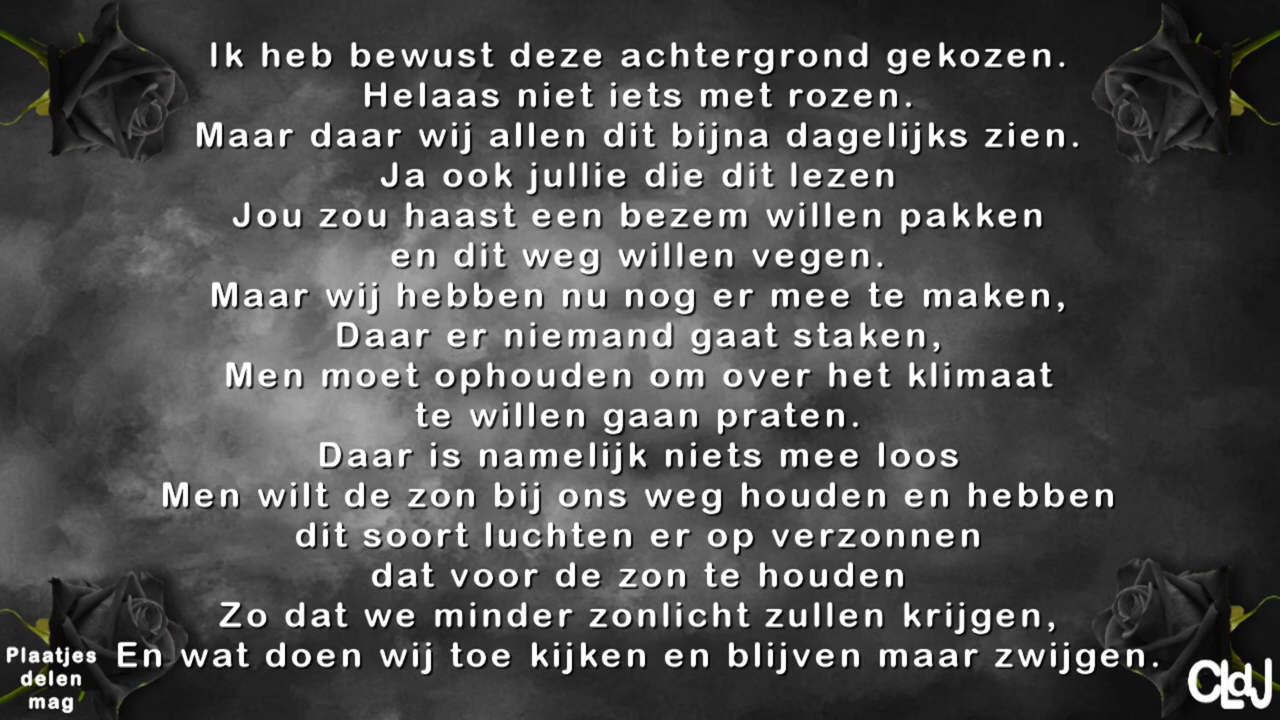 Ik heb bewust deze achtergrond gekozen.
Helaas niet iets met rozen.
Maar daar wij allen dit bijna dagelijks zien.
Ja ook jullie die dit lezen
Jou zou haast een bezem willen pakken
en dit weg willen vegen.
Maar wij hebben nu nog er mee te maken,
Daar er niemand gaat staken,
Men moet ophouden om over het klimaat
te willen gaan praten.
Daar is namelijk niets mee loos
Men wilt de zon bij ons weg houden en hebben
dit soort luchten er op verzonnen
dat voor de zon te houden
Zo dat we minder zonlicht zullen krijgen,
En wat doen wij toe kijken en blijven maar zwijgen.
Plaatjes
delen
mag
CLdJ